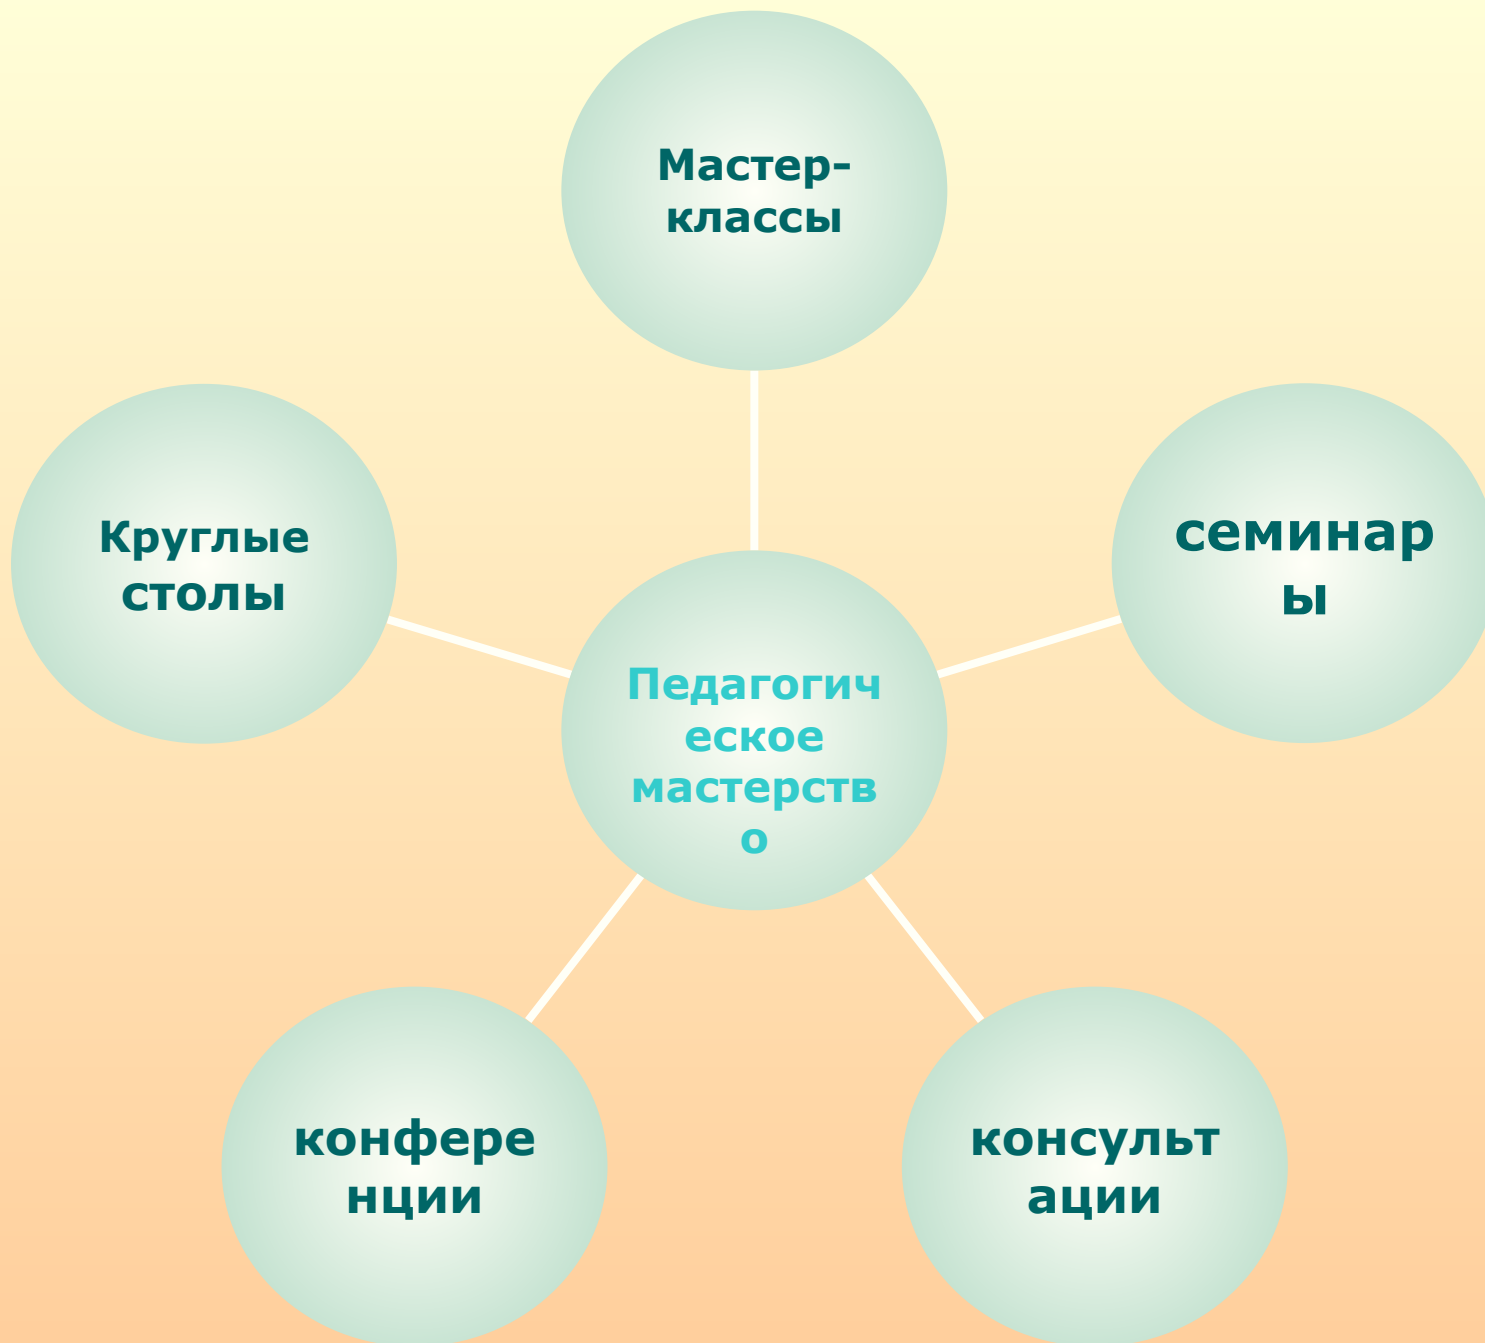 Мастер-
классы
Круглые
столы
семинар
ы
Педагогич
еское
мастерств
о
конфере
нции
консульт
ации